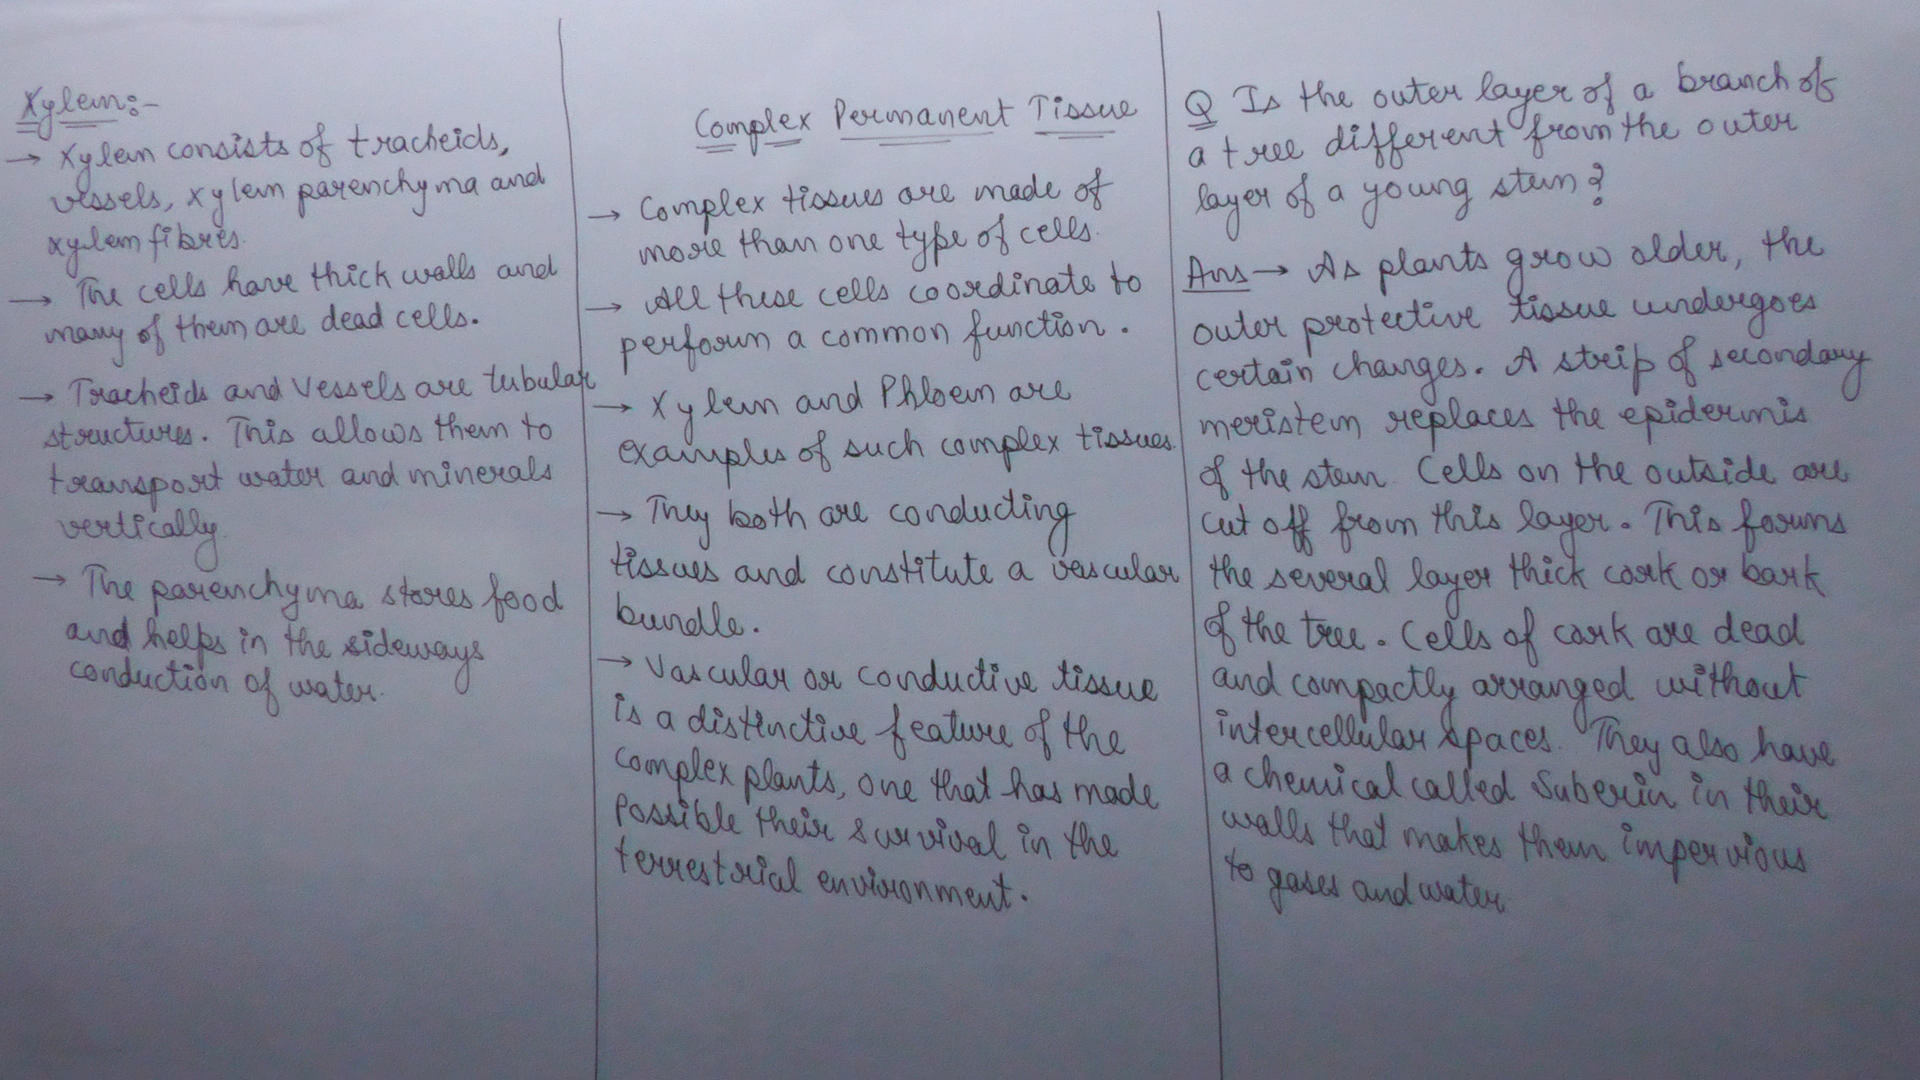 Xylem:-
→ Xylem consists of tracheids,
vessels, xylem parenchyma and
xylem fibres.
→ The cells have thick walls and
many of them are dead cells.
→ Tracheids and Vessels are tubular
structures. This allows them to
transport water and minerals
vertically.
→ The parenchyma stores food
and helps in the sideways
conduction of water.
Complex Permanent Tissue
→ Complex tissues are made of
more than one type of cells.
→ All these cells coordinate to
perform a common function.
→ Xylem and Phloem are
examples of such complex tissues.
→ They both are conducting
tissues and constitute a vascular
bundle.
→ Vascular or conductive tissue
is a distinctive feature of the
complex plants, one that has made
possible their survival in the
terrestrial environment.
Q Is the outer layer of a branch of
a tree different from the outer
layer of a young stem?
Ans → As plants grow older, the
outer protective tissue undergoes
certain changes. A strip of secondary
meristem replaces the epidermis
of the stem. Cells on the outside are
cut off from this layer. This forms
the several layer thick cork or bark
of the tree. Cells of cork are dead
and compactly arranged without
intercellular spaces. They also have
a chemical called Suberin in their
walls that makes them impervious
to gases and water.